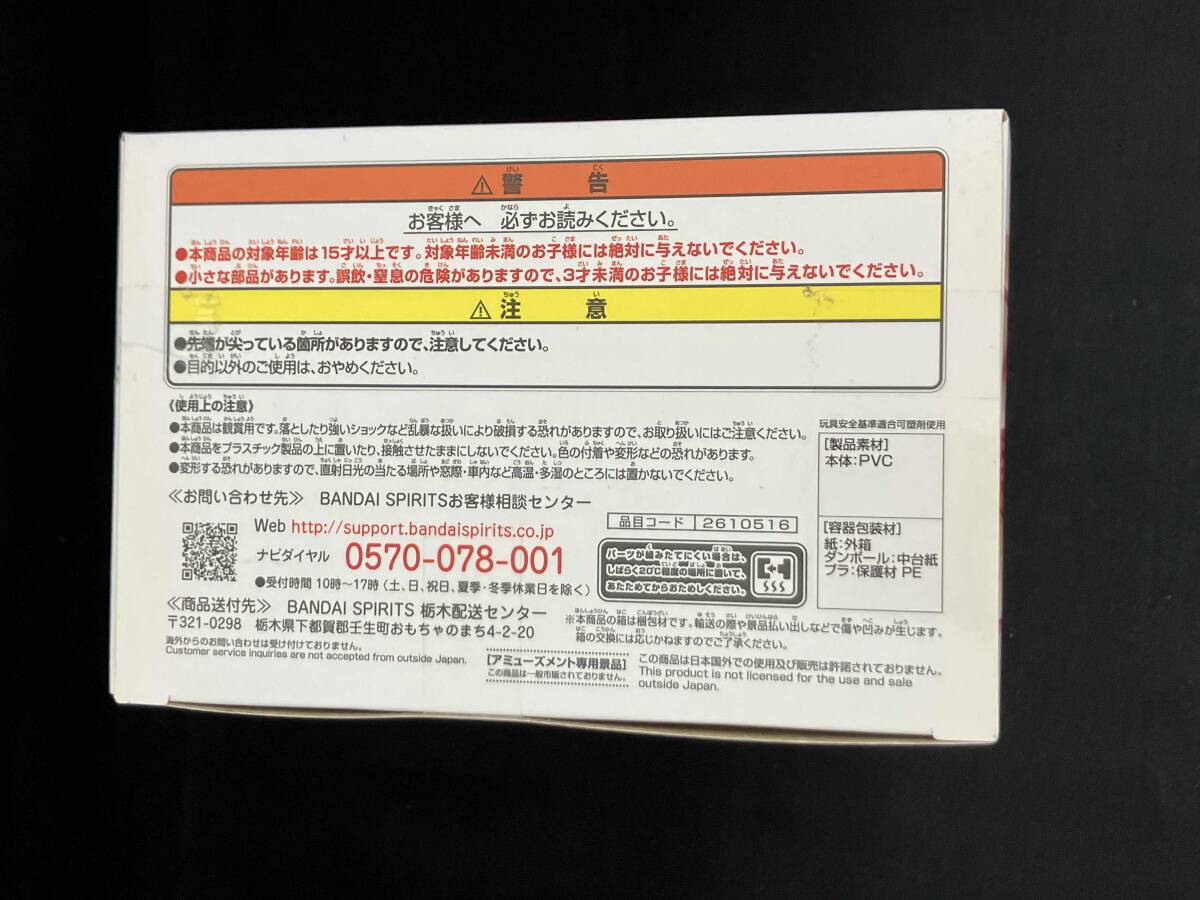 ⚠警告
お客様へ 必ずお読みください。
●本商品の対象年齢は15才以上です。対象年齢未満のお子様には絶対に与えないでください。
●小さな部品があります。誤飲・窒息の危険がありますので、3才未満のお子様には絶対に与えないでください。
⚠注意
●先端が尖っている箇所がありますので、注意してください。
●目的以外のご使用は、おやめください。
《使用上の注意》
●本商品は観賞用です。落としたり強いショックなど乱暴な扱いにより破損する恐れがありますので、お取り扱いにはご注意ください。
●本商品をプラスチック製品の上に置いたり、接触させたままにしないでください。色の付着や変形などの恐れがあります。
●変形する恐れがありますので、直射日光の当たる場所や窓際・車内など高温・多湿のところには置かないでください。
玩具安全基準適合可塑剤使用
【製品素材】
本体:PVC
【容器包装材】
紙:外箱
ダンボール:中台紙
プラ:保護材 PE
≪お問い合わせ先≫ BANDAI SPIRITSお客様相談センター
Web http://support.bandaispirits.co.jp
ナビダイヤル 0570-078-001
●受付時間 10時〜17時(土、日、祝日、夏季・冬季休業日を除く)
品目コード 2610516
パーツが組みたてにくい場合は、
しばらく20℃程度の場所に置いて、
あたためてからおためしください。
≪商品送付先≫ BANDAI SPIRITS 栃木配送センター
〒321-0298 栃木県下都賀郡壬生町おもちゃのまち4-2-20
海外からのお問い合わせは受け付けておりません。
Customer service inquiries are not accepted from outside Japan.
※本商品の箱は梱包材です。輸送の際や景品払い出しなどで傷や凹みが生じます。
箱の交換には応じかねますのでご了承ください。
【アミューズメント専用景品】
この商品は一般市販されておりません。
この商品は日本国外での使用及び販売は許諾されておりません。
This product is not licensed for the use and sale
outside Japan.